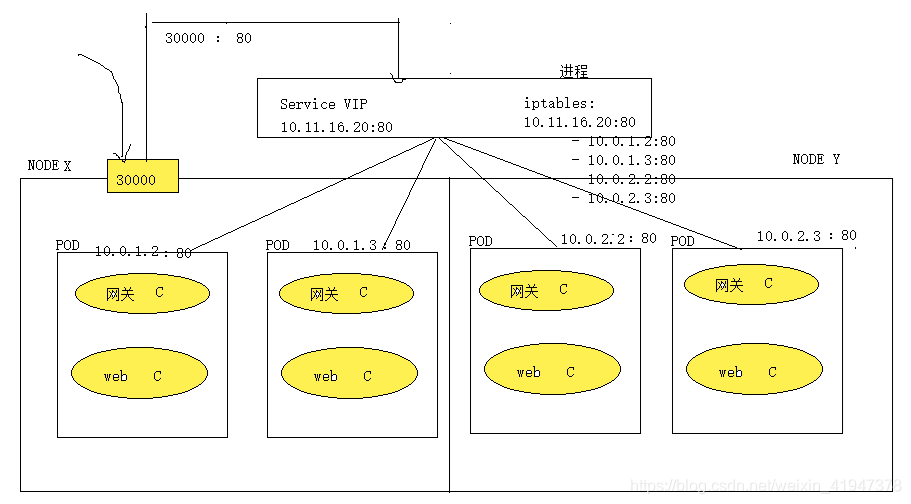 30000 : 80
进程
Service VIP
10.11.16.20:80
iptables:
10.11.16.20:80
- 10.0.1.2:80
- 10.0.1.3:80
- 10.0.2.2:80
- 10.0.2.3:80
NODE X
NODE Y
30000
POD 10.0.1.2:80
POD 10.0.1.3:80
POD 10.0.2.2:80
POD 10.0.2.3:80
网关 C
网关 C
网关 C
网关 C
web C
web C
web C
web C
https://blog.csdn.net/weixin_41947378